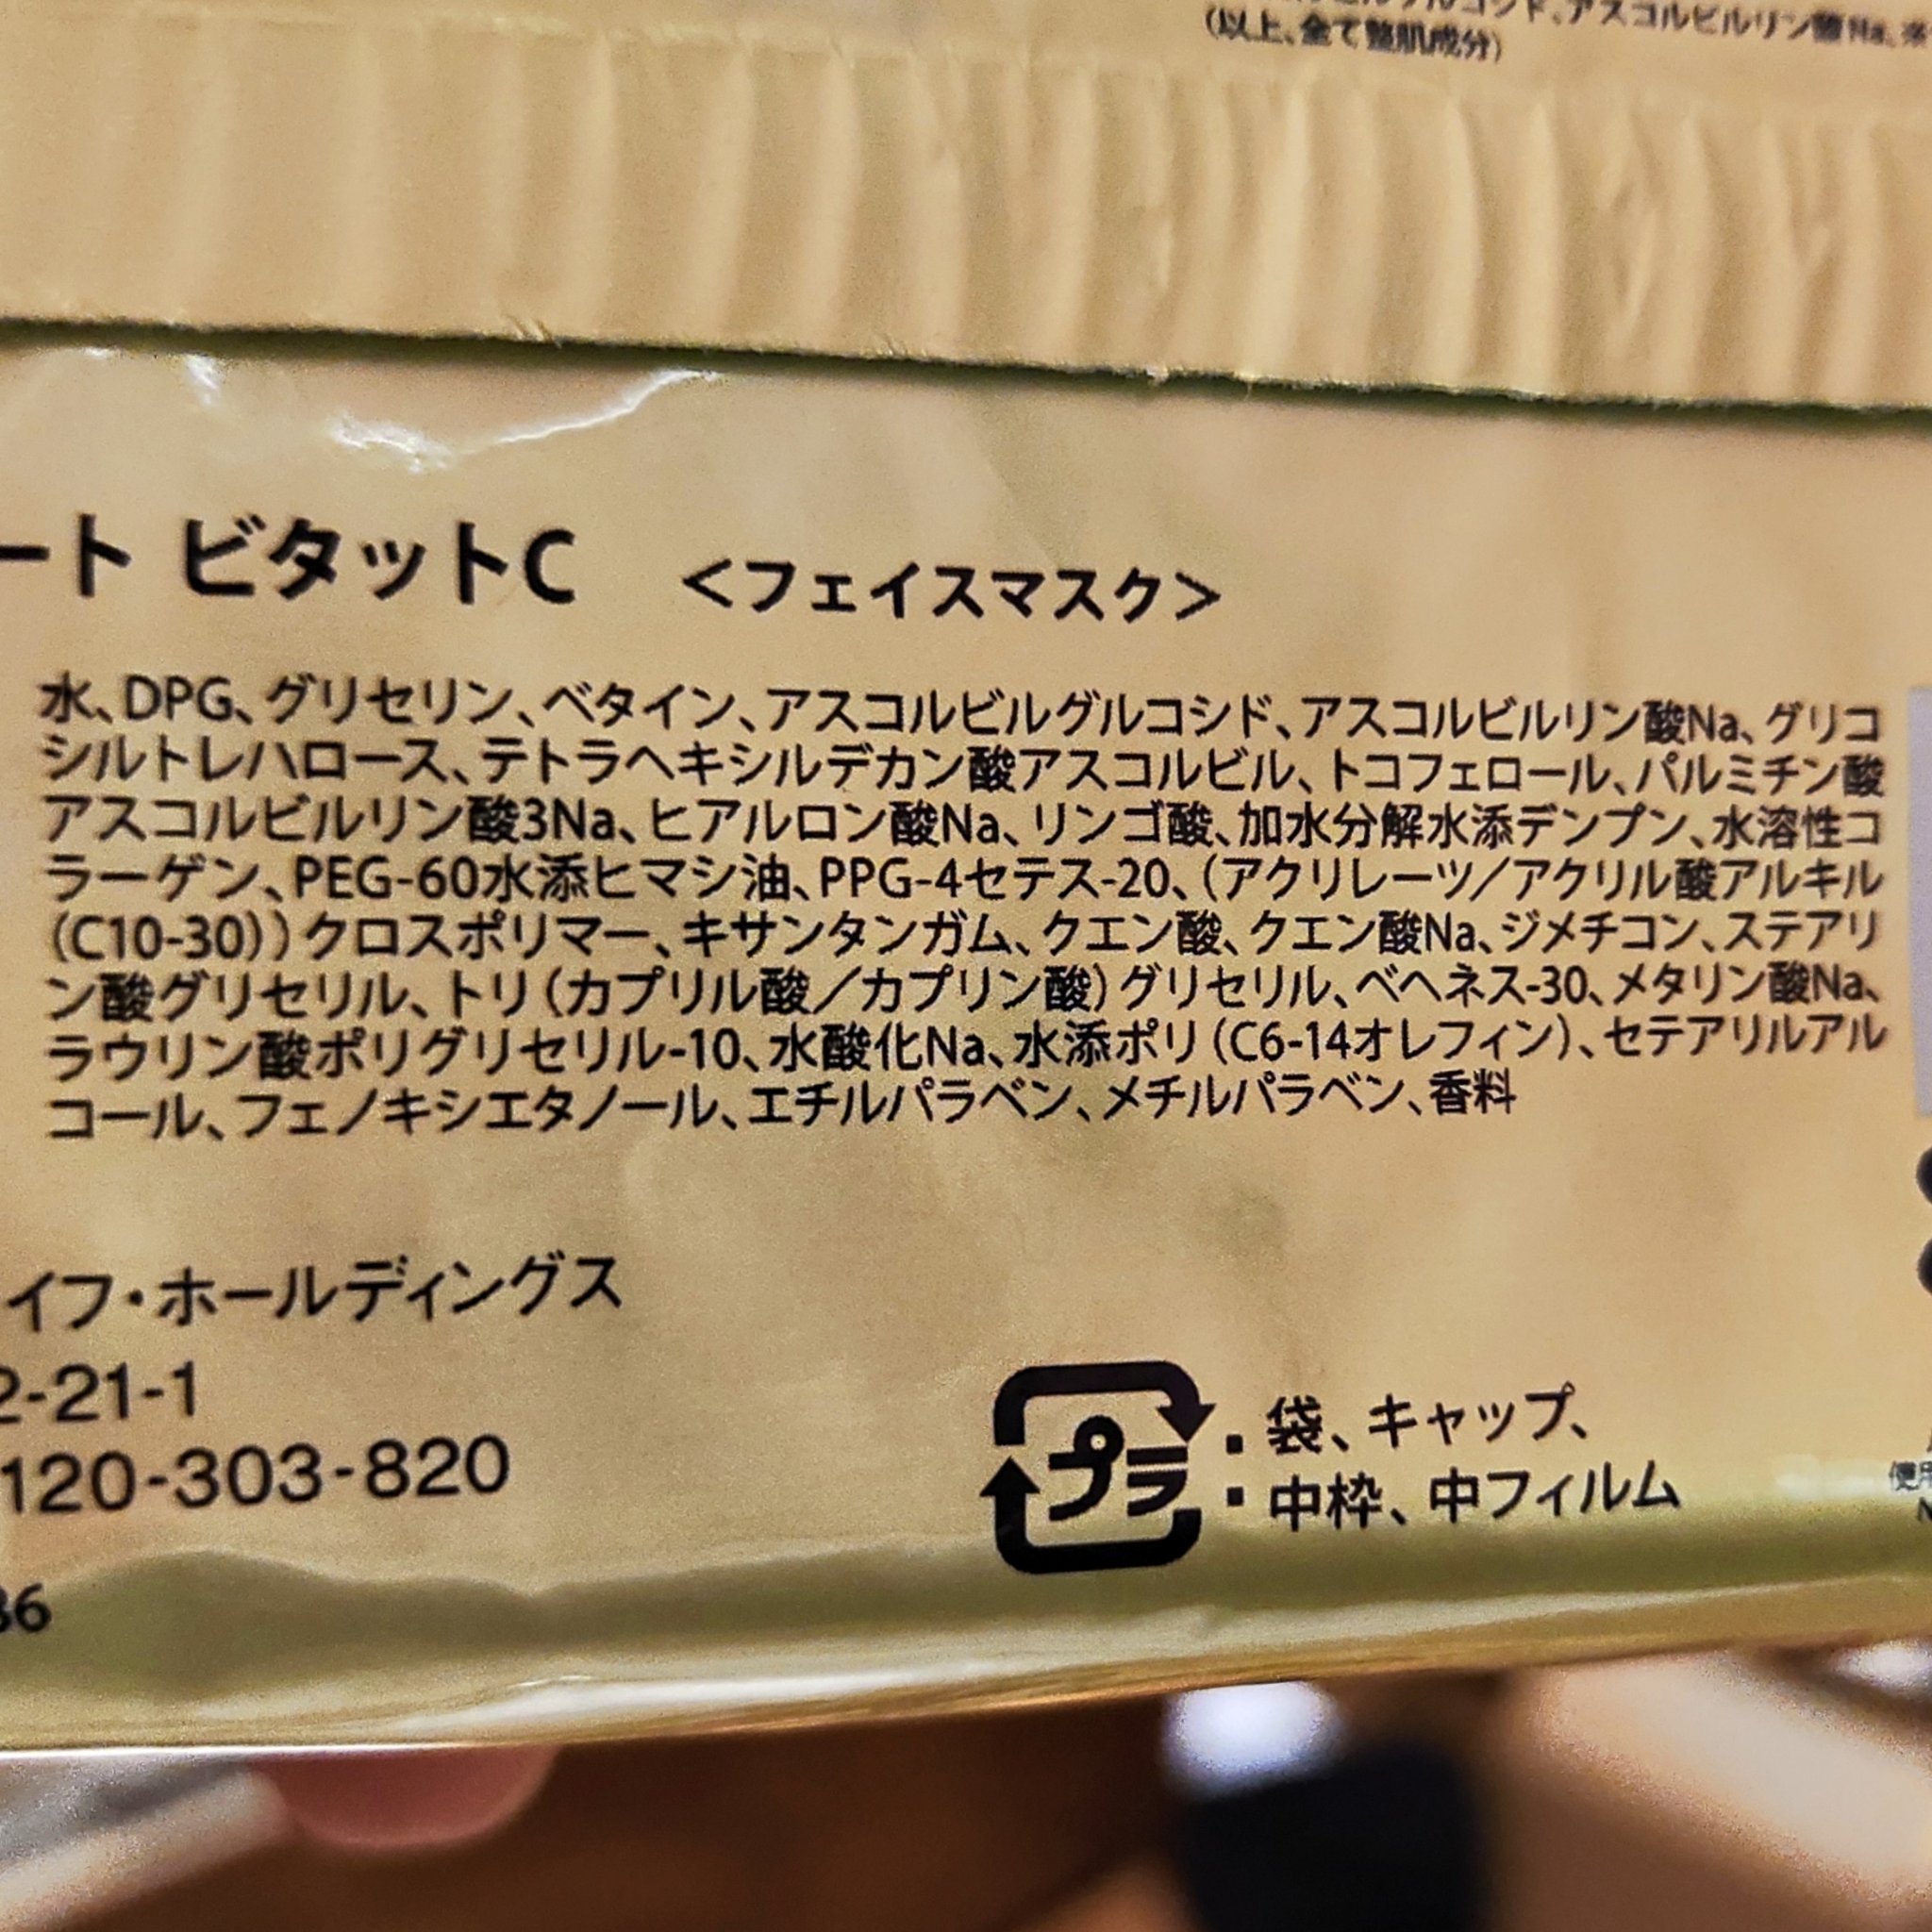 アスコルビルリン酸Na、
(以上、全て整肌成分)
ート ビタットC <フェイスマスク>
水、DPG、グリセリン、ベタイン、アスコルビルグルコシド、アスコルビルリン酸Na、グリコ
シルトレハロース、テトラヘキシルデカン酸アスコルビル、トコフェロール、パルミチン酸
アスコルビルリン酸3Na、ヒアルロン酸Na、リンゴ酸、加水分解水添デンプン、水溶性コ
ラーゲン、PEG-60水添ヒマシ油、PPG-4セテス-20、(アクリレーツ/アクリル酸アルキル
(C10-30))クロスポリマー、キサンタンガム、クエン酸、クエン酸Na、ジメチコン、ステアリ
ン酸グリセリル、トリ(カプリル酸/カプリン酸)グリセリル、ベヘネス-30、メタリン酸Na、
ラウリン酸ポリグリセリル-10、水酸化Na、水添ポリ(C6-14オレフィン)、セテアリルアル
コール、フェノキシエタノール、エチルパラベン、メチルパラベン、香料
イフ・ホールディングス
2-21-1
120-303-820
プラ
:袋、キャップ、
:中枠、中フィルム
36